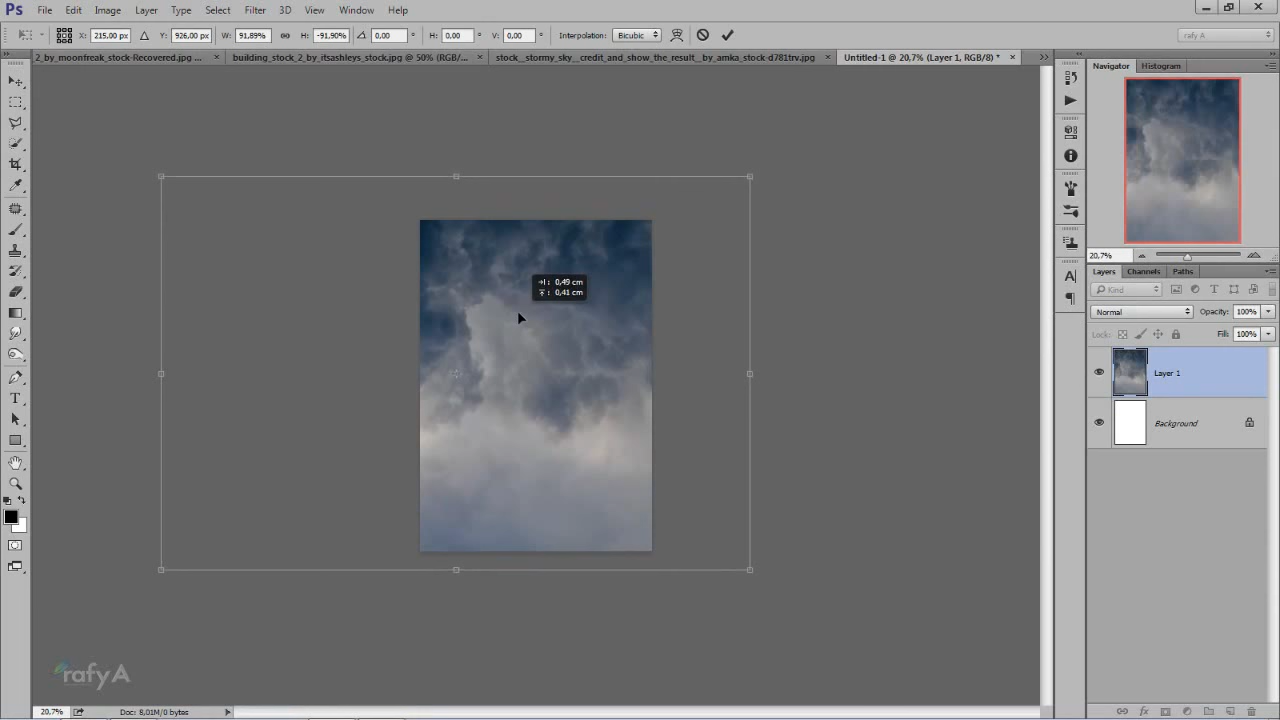 Ps File Edit Image Layer Type Select Filter 3D View Window Help
X: 215,00 px Y: 926,00 px W: 91,89% H: -91,90% 0,00 ° H: 0,00 ° V: 0,00 ° Interpolation: Bicubic rafy A
2_by_moonfreak_stock-Recovered.jpg ... × building_stock_2_by_itsashleys_stock.jpg @ 50% (RGB/... × stock__stormy_sky__credit_and_show_the_result__by_amka_stock-d781trv.jpg × Untitled-1 @ 20,7% (Layer 1, RGB/8) * ×
Navigator Histogram
20,7%
Layers Channels Paths
Kind
Normal Opacity: 100%
Lock: Fill: 100%
Layer 1
Background
0,49 cm
0,41 cm
rafy A
20,7% Doc: 8,01M/0 bytes